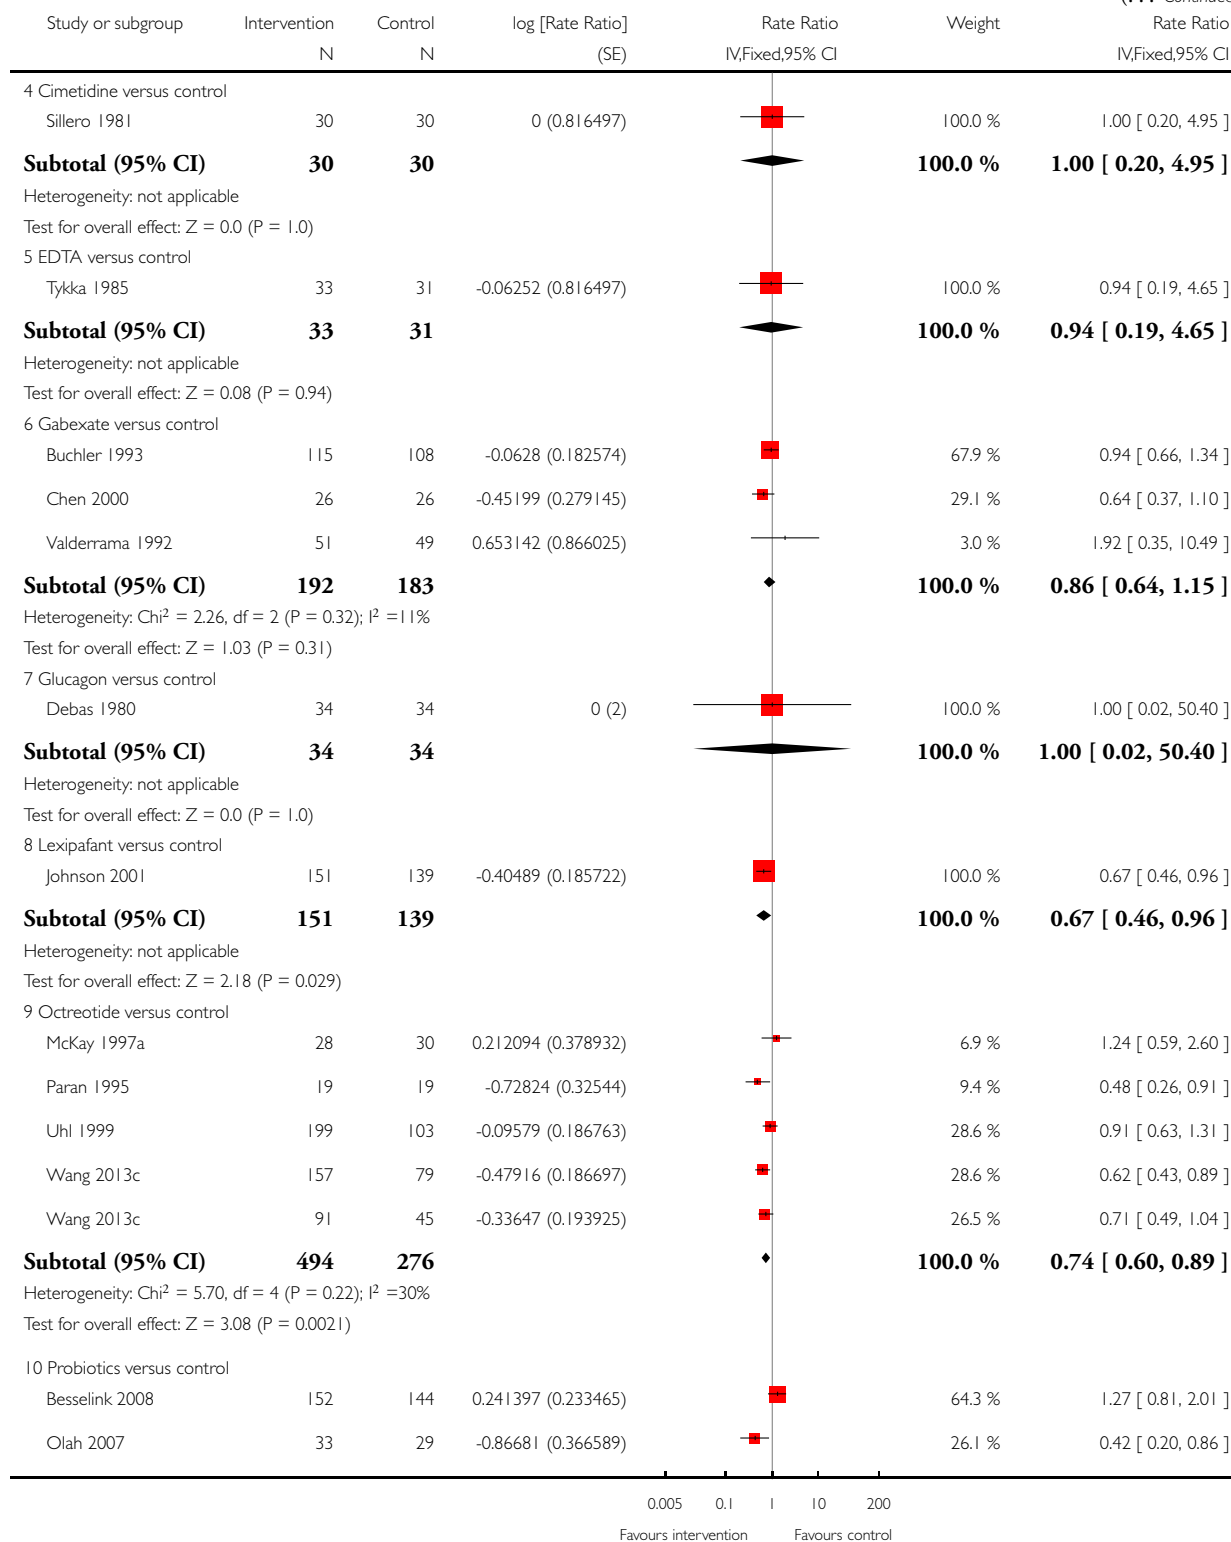 (... Continued
Study or subgroup Intervention Control log [Rate Ratio] Rate Ratio Weight Rate Ratio
N N (SE) IV,Fixed,95% CI IV,Fixed,95% CI
4 Cimetidine versus control
Sillero 1981 30 30 0 (0.816497) 100.0 % 1.00 [ 0.20, 4.95 ]
Subtotal (95% CI) 30 30 100.0 % 1.00 [ 0.20, 4.95 ]
Heterogeneity: not applicable
Test for overall effect: Z = 0.0 (P = 1.0)
5 EDTA versus control
Tykka 1985 33 31 -0.06252 (0.816497) 100.0 % 0.94 [ 0.19, 4.65 ]
Subtotal (95% CI) 33 31 100.0 % 0.94 [ 0.19, 4.65 ]
Heterogeneity: not applicable
Test for overall effect: Z = 0.08 (P = 0.94)
6 Gabexate versus control
Buchler 1993 115 108 -0.0628 (0.182574) 67.9 % 0.94 [ 0.66, 1.34 ]
Chen 2000 26 26 -0.45199 (0.279145) 29.1 % 0.64 [ 0.37, 1.10 ]
Valderrama 1992 51 49 0.653142 (0.866025) 3.0 % 1.92 [ 0.35, 10.49 ]
Subtotal (95% CI) 192 183 100.0 % 0.86 [ 0.64, 1.15 ]
Heterogeneity: Chi² = 2.26, df = 2 (P = 0.32); I² =11%
Test for overall effect: Z = 1.03 (P = 0.31)
7 Glucagon versus control
Debas 1980 34 34 0 (2) 100.0 % 1.00 [ 0.02, 50.40 ]
Subtotal (95% CI) 34 34 100.0 % 1.00 [ 0.02, 50.40 ]
Heterogeneity: not applicable
Test for overall effect: Z = 0.0 (P = 1.0)
8 Lexipafant versus control
Johnson 2001 151 139 -0.40489 (0.185722) 100.0 % 0.67 [ 0.46, 0.96 ]
Subtotal (95% CI) 151 139 100.0 % 0.67 [ 0.46, 0.96 ]
Heterogeneity: not applicable
Test for overall effect: Z = 2.18 (P = 0.029)
9 Octreotide versus control
McKay 1997a 28 30 0.212094 (0.378932) 6.9 % 1.24 [ 0.59, 2.60 ]
Paran 1995 19 19 -0.72824 (0.32544) 9.4 % 0.48 [ 0.26, 0.91 ]
Uhl 1999 199 103 -0.09579 (0.186763) 28.6 % 0.91 [ 0.63, 1.31 ]
Wang 2013c 157 79 -0.47916 (0.186697) 28.6 % 0.62 [ 0.43, 0.89 ]
Wang 2013c 91 45 -0.33647 (0.193925) 26.5 % 0.71 [ 0.49, 1.04 ]
Subtotal (95% CI) 494 276 100.0 % 0.74 [ 0.60, 0.89 ]
Heterogeneity: Chi² = 5.70, df = 4 (P = 0.22); I² =30%
Test for overall effect: Z = 3.08 (P = 0.0021)
10 Probiotics versus control
Besselink 2008 152 144 0.241397 (0.233465) 64.3 % 1.27 [ 0.81, 2.01 ]
Olah 2007 33 29 -0.86681 (0.366589) 26.1 % 0.42 [ 0.20, 0.86 ]
0.005 0.1 1 10 200
Favours intervention Favours control